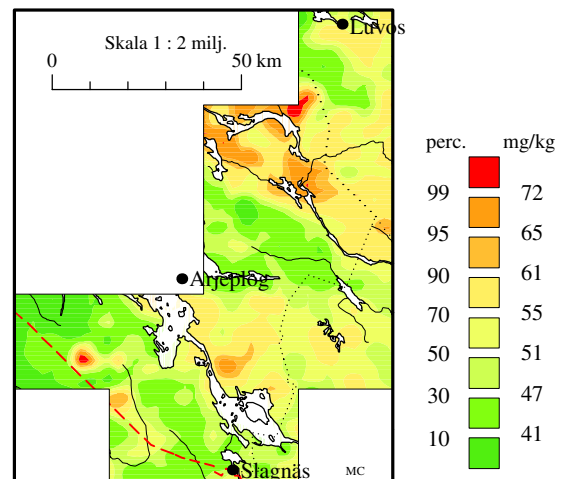 Luvos
Skala 1 : 2 milj.
0 50 km
perc. mg/kg
99 72
95 65
90 61
70 55
50 51
30 47
10 41
Arjeplog
Slagnäs
MC